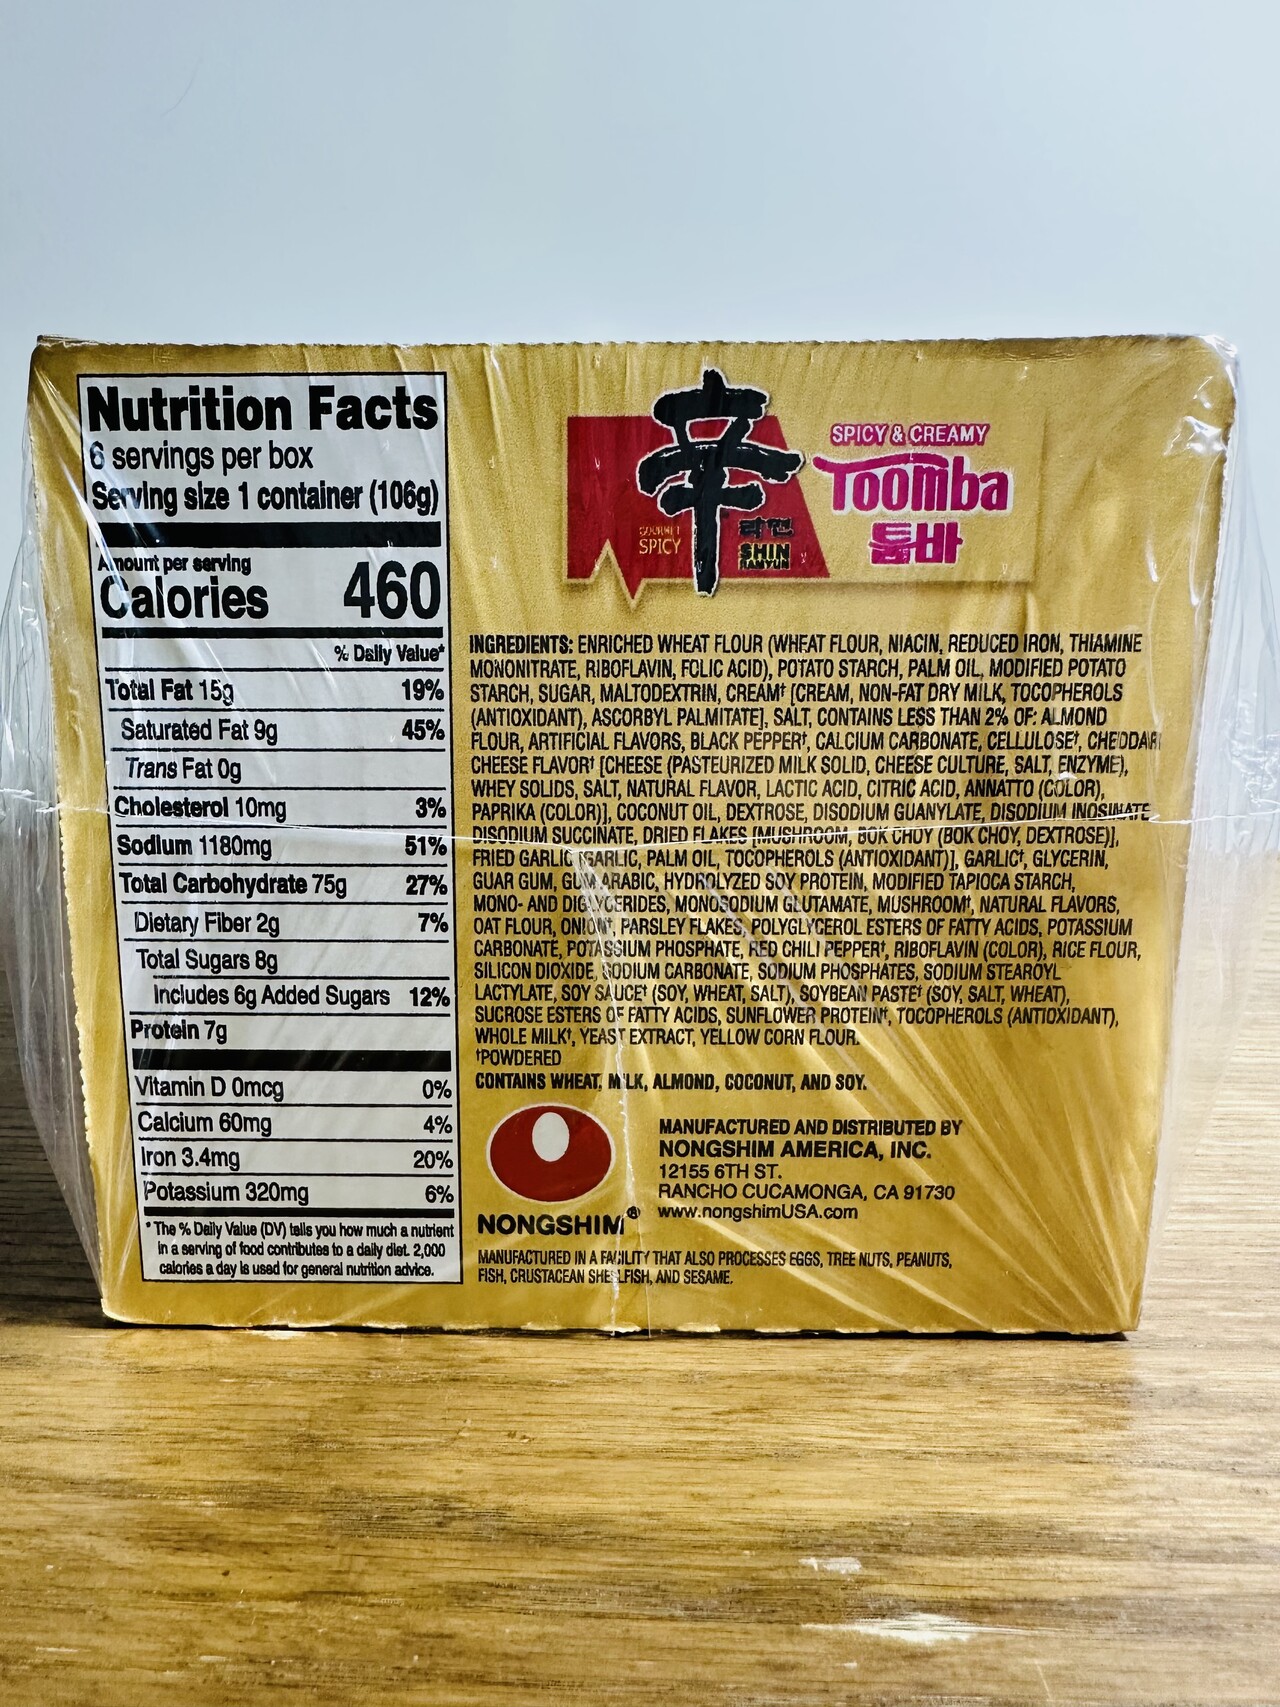 Nutrition Facts
6 servings per box
Serving size 1 container (106g)
Amount per serving
Calories 460
% Daily Value*
Total Fat 15g 19%
Saturated Fat 9g 45%
Trans Fat 0g
Cholesterol 10mg 3%
Sodium 1180mg 51%
Total Carbohydrate 75g 27%
Dietary Fiber 2g 7%
Total Sugars 8g
Includes 6g Added Sugars 12%
Protein 7g
Vitamin D 0mcg 0%
Calcium 60mg 4%
Iron 3.4mg 20%
Potassium 320mg 6%
* The % Daily Value (DV) tells you how much a nutrient
in a serving of food contributes to a daily diet. 2,000
calories a day is used for general nutrition advice.
辛
GOURMET
SPICY
라면
SHIN
RAMYUN
SPICY & CREAMY
Toomba
툼바
INGREDIENTS: ENRICHED WHEAT FLOUR (WHEAT FLOUR, NIACIN, REDUCED IRON, THIAMINE
MONONITRATE, RIBOFLAVIN, FOLIC ACID), POTATO STARCH, PALM OIL, MODIFIED POTATO
STARCH, SUGAR, MALTODEXTRIN, CREAM† [CREAM, NON-FAT DRY MILK, TOCOPHEROLS
(ANTIOXIDANT), ASCORBYL PALMITATE], SALT, CONTAINS LESS THAN 2% OF: ALMOND
FLOUR, ARTIFICIAL FLAVORS, BLACK PEPPER†, CALCIUM CARBONATE, CELLULOSE†, CHEDDAR
CHEESE FLAVOR† [CHEESE (PASTEURIZED MILK SOLID, CHEESE CULTURE, SALT, ENZYME),
WHEY SOLIDS, SALT, NATURAL FLAVOR, LACTIC ACID, CITRIC ACID, ANNATTO (COLOR),
PAPRIKA (COLOR)], COCONUT OIL, DEXTROSE, DISODIUM GUANYLATE, DISODIUM INOSINATE,
DISODIUM SUCCINATE, DRIED FLAKES [MUSHROOM, BOK CHOY (BOK CHOY, DEXTROSE)],
FRIED GARLIC [GARLIC, PALM OIL, TOCOPHEROLS (ANTIOXIDANT)], GARLIC†, GLYCERIN,
GUAR GUM, GUM ARABIC, HYDROLYZED SOY PROTEIN, MODIFIED TAPIOCA STARCH,
MONO- AND DIGLYCERIDES, MONOSODIUM GLUTAMATE, MUSHROOM†, NATURAL FLAVORS,
OAT FLOUR, ONION†, PARSLEY FLAKES, POLYGLYCEROL ESTERS OF FATTY ACIDS, POTASSIUM
CARBONATE, POTASSIUM PHOSPHATE, RED CHILI PEPPER†, RIBOFLAVIN (COLOR), RICE FLOUR,
SILICON DIOXIDE, SODIUM CARBONATE, SODIUM PHOSPHATES, SODIUM STEAROYL
LACTYLATE, SOY SAUCE† (SOY, WHEAT, SALT), SOYBEAN PASTE† (SOY, SALT, WHEAT),
SUCROSE ESTERS OF FATTY ACIDS, SUNFLOWER PROTEIN†, TOCOPHEROLS (ANTIOXIDANT),
WHOLE MILK†, YEAST EXTRACT, YELLOW CORN FLOUR.
†POWDERED
CONTAINS WHEAT, MILK, ALMOND, COCONUT, AND SOY.
NONGSHIM®
MANUFACTURED AND DISTRIBUTED BY
NONGSHIM AMERICA, INC.
12155 6TH ST.
RANCHO CUCAMONGA, CA 91730
www.nongshimUSA.com
MANUFACTURED IN A FACILITY THAT ALSO PROCESSES EGGS, TREE NUTS, PEANUTS,
FISH, CRUSTACEAN SHELLFISH, AND SESAME.